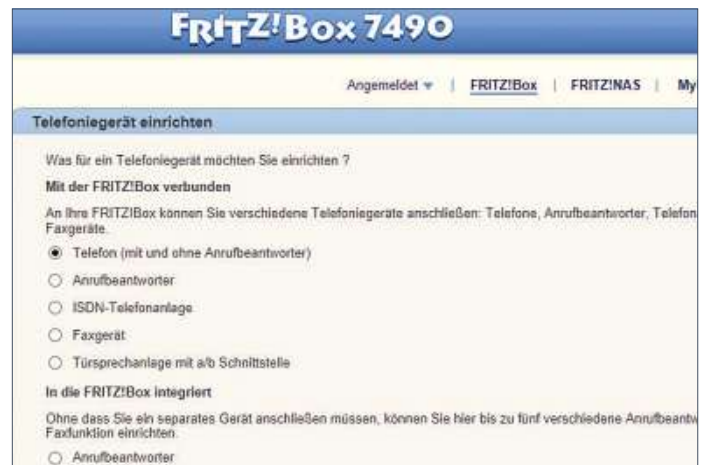 FRITZ!Box 7490
Angemeldet | FRITZ!Box | FRITZ!NAS | My
Telefoniegerät einrichten
Was für ein Telefoniegerät möchten Sie einrichten ?
Mit der FRITZ!Box verbunden
An Ihre FRITZ!Box können Sie verschiedene Telefoniegeräte anschließen: Telefone, Anrufbeantworter, Telefon
Faxgeräte.
Telefon (mit und ohne Anrufbeantworter)
Anrufbeantworter
ISDN-Telefonanlage
Faxgerät
Türsprechanlage mit a/b Schnittstelle
In die FRITZ!Box integriert
Ohne dass Sie ein separates Gerät anschließen müssen, können Sie hier bis zu fünf verschiedene Anrufbeantw
Faxfunktion einrichten.
Anrufbeantworter